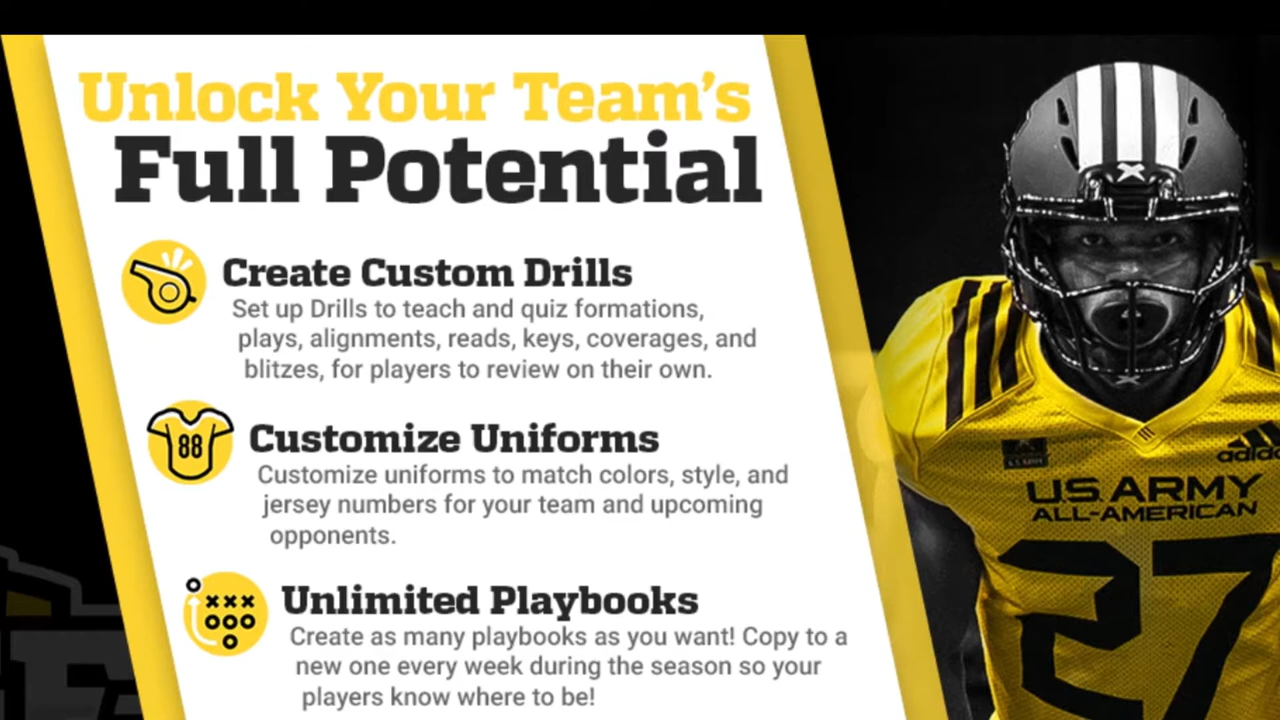 Unlock Your Team's
Full Potential
Create Custom Drills
Set up Drills to teach and quiz formations,
plays, alignments, reads, keys, coverages, and
blitzes, for players to review on their own.
88
Customize Uniforms
Customize uniforms to match colors, style, and
jersey numbers for your team and upcoming
opponents.
xxx
ooo
o
Unlimited Playbooks
Create as many playbooks as you want! Copy to a
new one every week during the season so your
players know where to be!
adidas
U.S. ARMY
ALL-AMERICAN
27